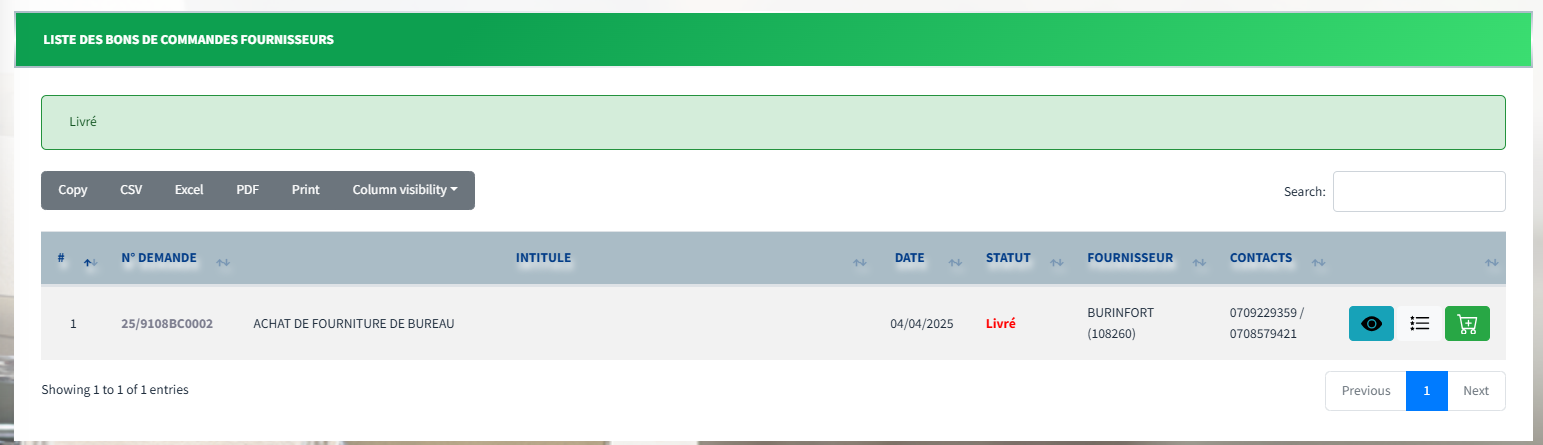 LISTE DES BONS DE COMMANDES FOURNISSEURS
Livré
Copy CSV Excel PDF Print Column visibility
Search:
# N° DEMANDE INTITULE DATE STATUT FOURNISSEUR CONTACTS
1 25/9108BC0002 ACHAT DE FOURNITURE DE BUREAU 04/04/2025 Livré BURINFORT 0709229359 /
(108260) 0708579421
Showing 1 to 1 of 1 entries
Previous 1 Next